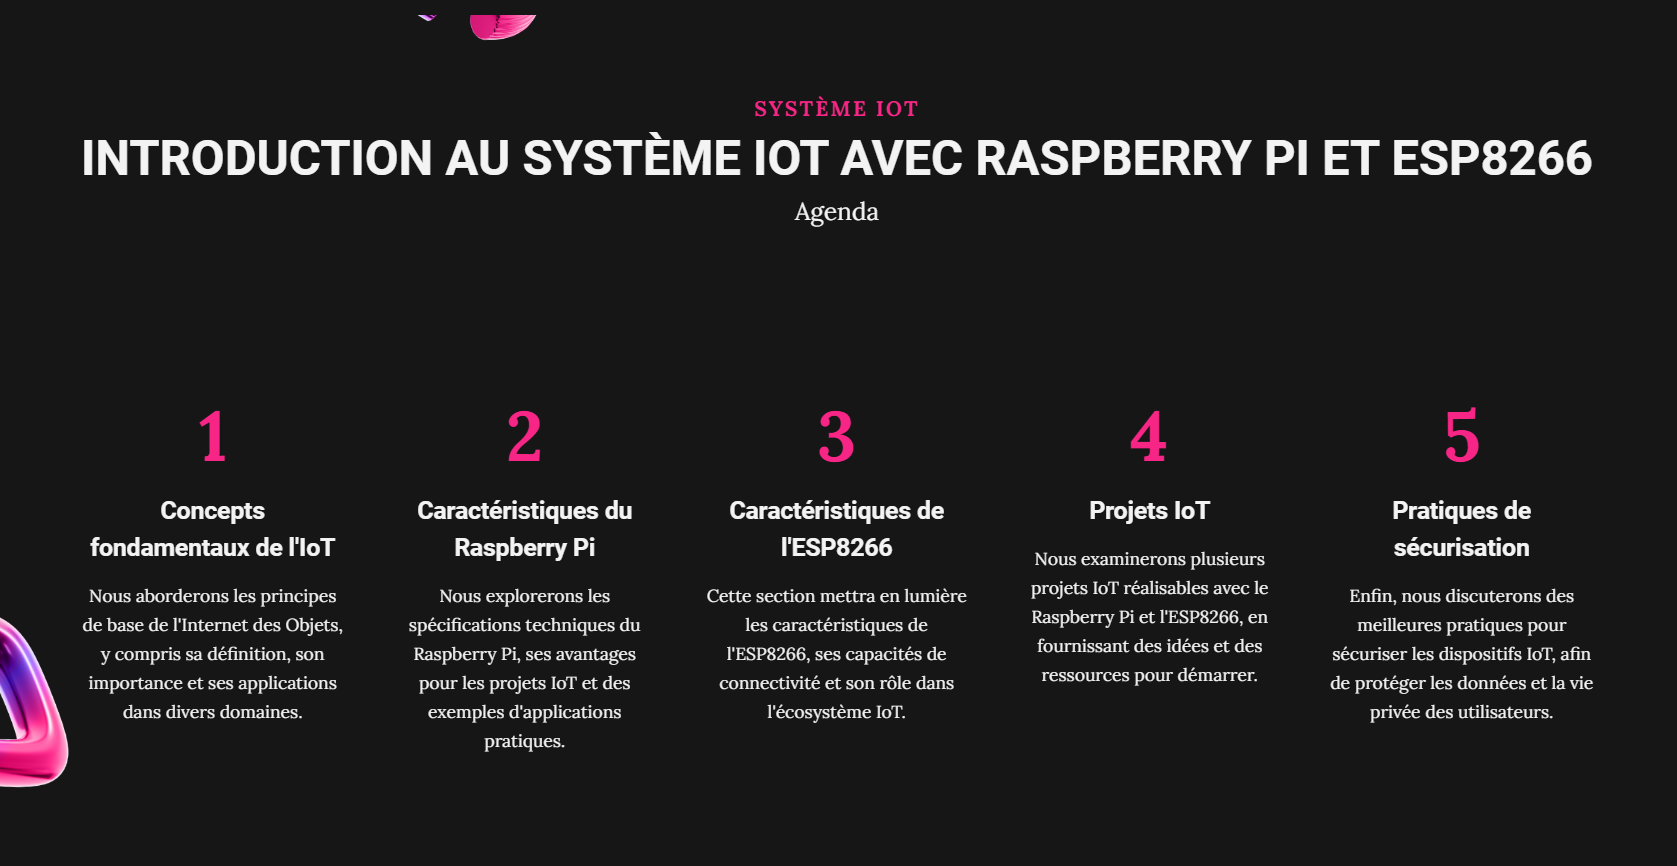 SYSTÈME IOT
INTRODUCTION AU SYSTÈME IOT AVEC RASPBERRY PI ET ESP8266
Agenda
1
Concepts
fondamentaux de l'IoT
Nous aborderons les principes
de base de l'Internet des Objets,
y compris sa définition, son
importance et ses applications
dans divers domaines.
2
Caractéristiques du
Raspberry Pi
Nous explorerons les
spécifications techniques du
Raspberry Pi, ses avantages
pour les projets IoT et des
exemples d'applications
pratiques.
3
Caractéristiques de
l'ESP8266
Cette section mettra en lumière
les caractéristiques de
l'ESP8266, ses capacités de
connectivité et son rôle dans
l'écosystème IoT.
4
Projets IoT
Nous examinerons plusieurs
projets IoT réalisables avec le
Raspberry Pi et l'ESP8266, en
fournissant des idées et des
ressources pour démarrer.
5
Pratiques de
sécurisation
Enfin, nous discuterons des
meilleures pratiques pour
sécuriser les dispositifs IoT, afin
de protéger les données et la vie
privée des utilisateurs.